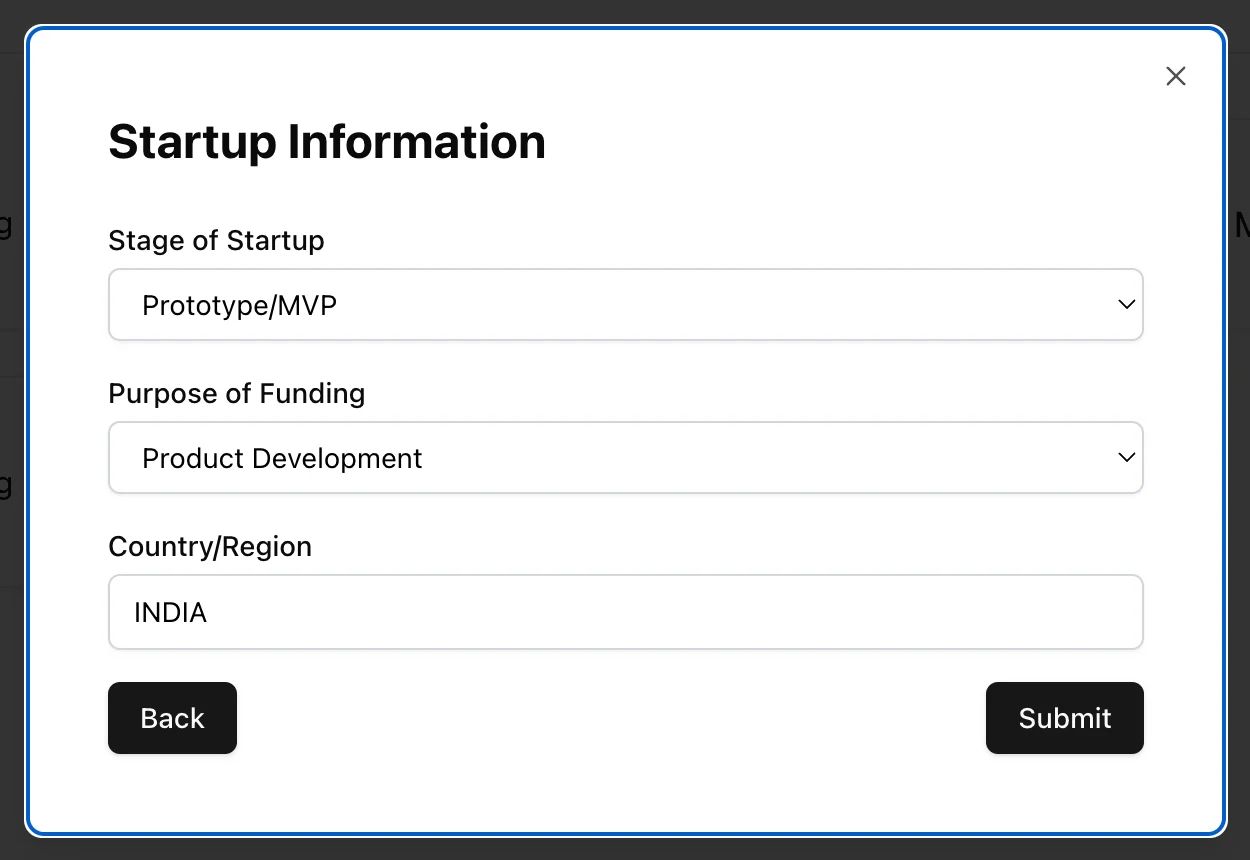 Startup Information
Stage of Startup
Prototype/MVP
Purpose of Funding
Product Development
Country/Region
INDIA
Back
Submit